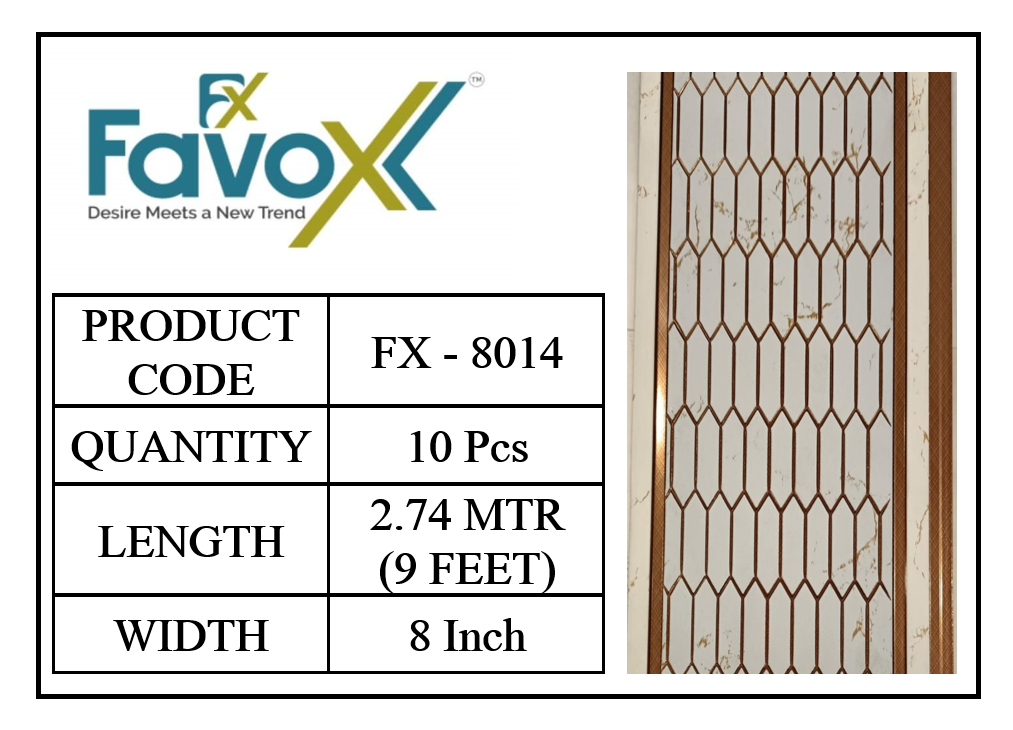 FX
FavoX
TM
Desire Meets a New Trend
PRODUCT
CODE
FX - 8014
QUANTITY
10 Pcs
LENGTH
2.74 MTR
(9 FEET)
WIDTH
8 Inch